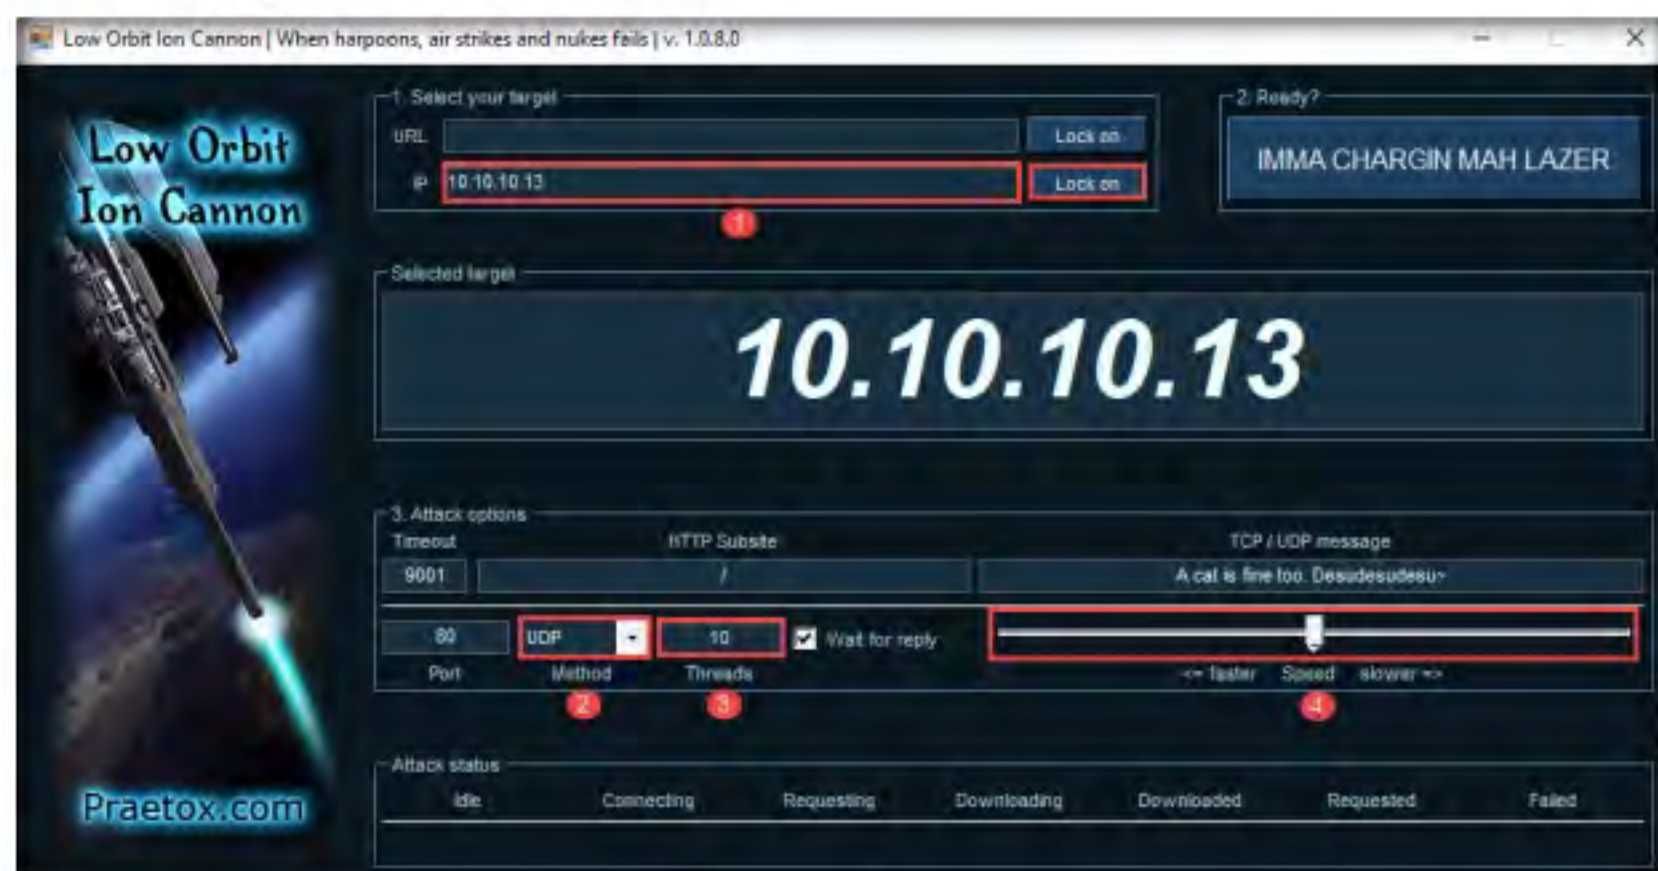 Low Orbit Ion Cannon | When harpoons, air strikes and nukes fails | v. 1.0.8.0
Low Orbit
Ion Cannon
Praetox.com
1. Select your target
URL
Lock on
IP
10.10.10.13
Lock on
1
2. Ready?
IMMA CHARGIN MAH LAZER
Selected target
10.10.10.13
3. Attack options
Timeout
HTTP Subsite
TCP / UDP message
9001
/
A cat is fine too. Desudesudesu~
80
UDP
10
Wait for reply
Port
Method
Threads
<= faster
Speed
slower =>
2
3
4
Attack status
Idle
Connecting
Requesting
Downloading
Downloaded
Requested
Failed